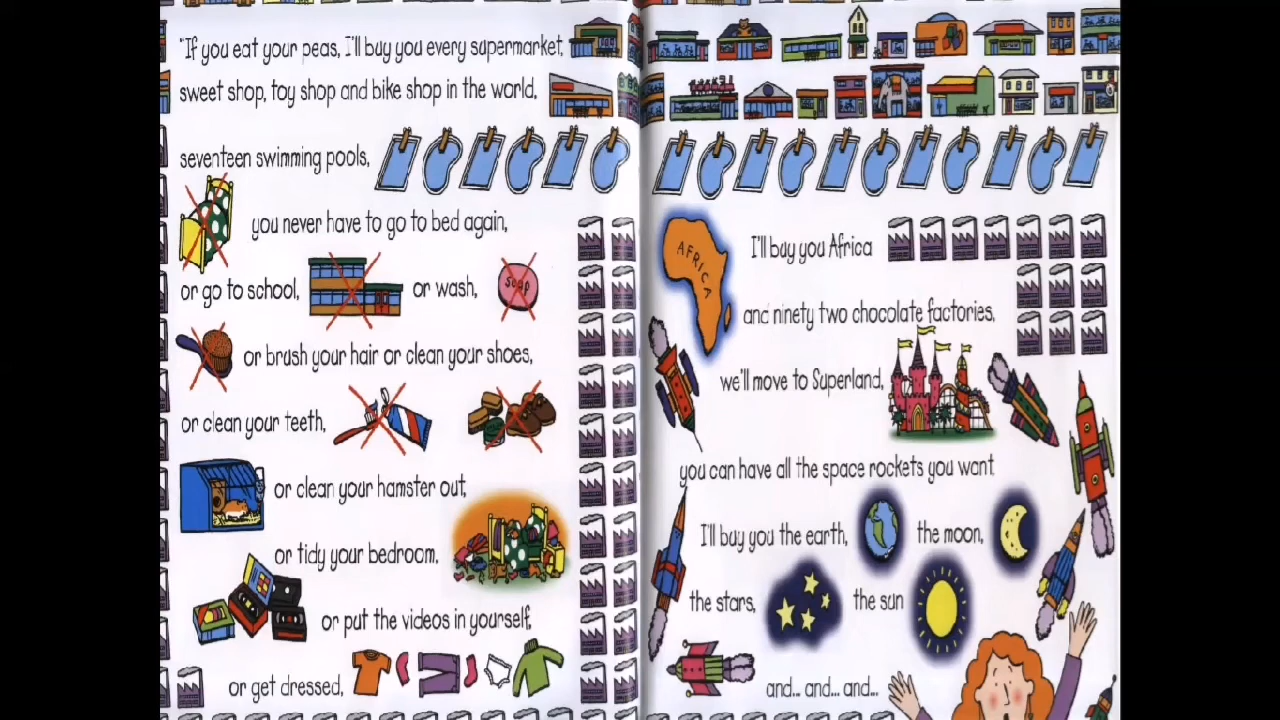 "If you eat your peas, I'll buy you every supermarket,
sweet shop, toy shop and bike shop in the world,
seventeen swimming pools,
you never have to go to bed again,
or go to school,
or wash,
soap
or brush your hair or clean your shoes,
or clean your teeth,
or clean your hamster out,
or tidy your bedroom,
or put the videos in yourself,
or get dressed,
I'll buy you Africa
AFRICA
and ninety two chocolate factories,
we'll move to Superland,
you can have all the space rockets you want
I'll buy you the earth,
the moon,
the stars,
the sun
and... and... and...